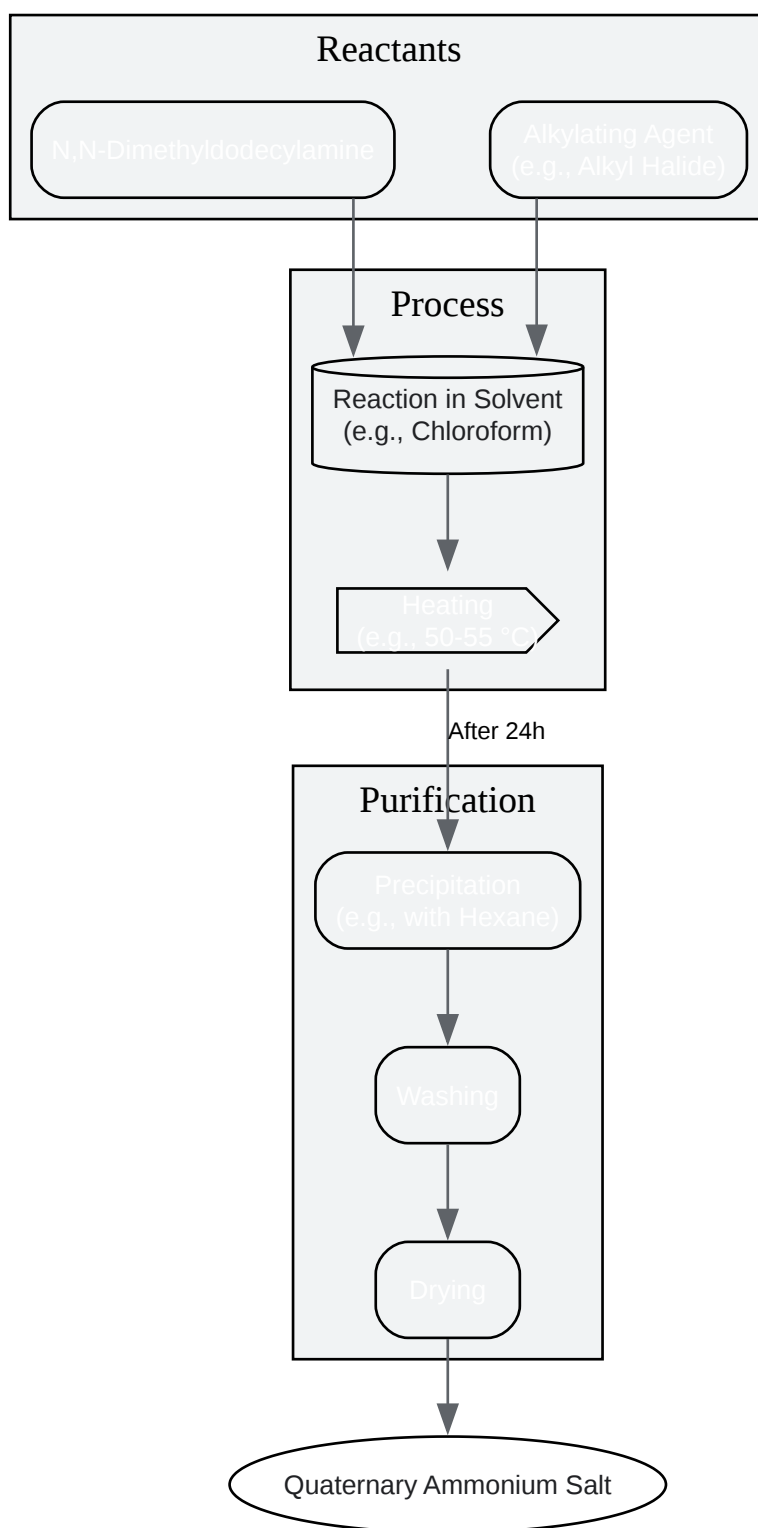 Reactants
N,N-Dimethyldodecylamine
Alkylating Agent
(e.g., Alkyl Halide)
Process
Reaction in Solvent
(e.g., Chloroform)
Heating
(e.g., 50-55 °C)
After 24h
Purification
Precipitation
(e.g., with Hexane)
Washing
Drying
Quaternary Ammonium Salt